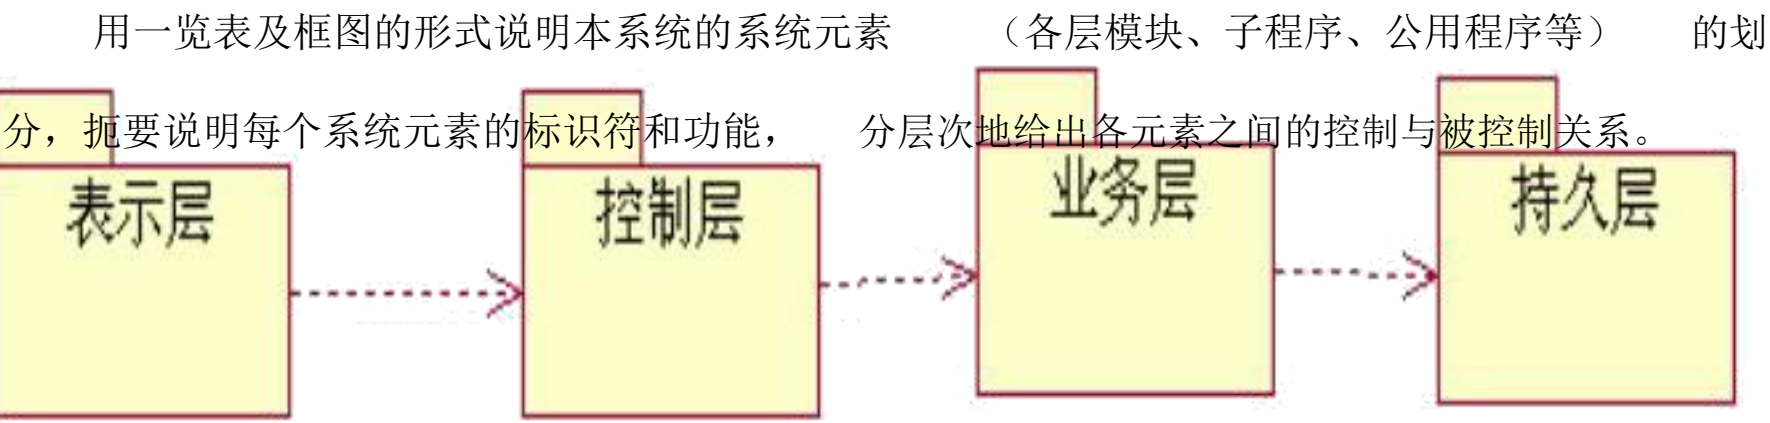 用一览表及框图的形式说明本系统的系统元素 （各层模块、子程序、公用程序等） 的划
分，扼要说明每个系统元素的标识符和功能， 分层次地给出各元素之间的控制与被控制关系。
表示层 控制层 业务层 持久层